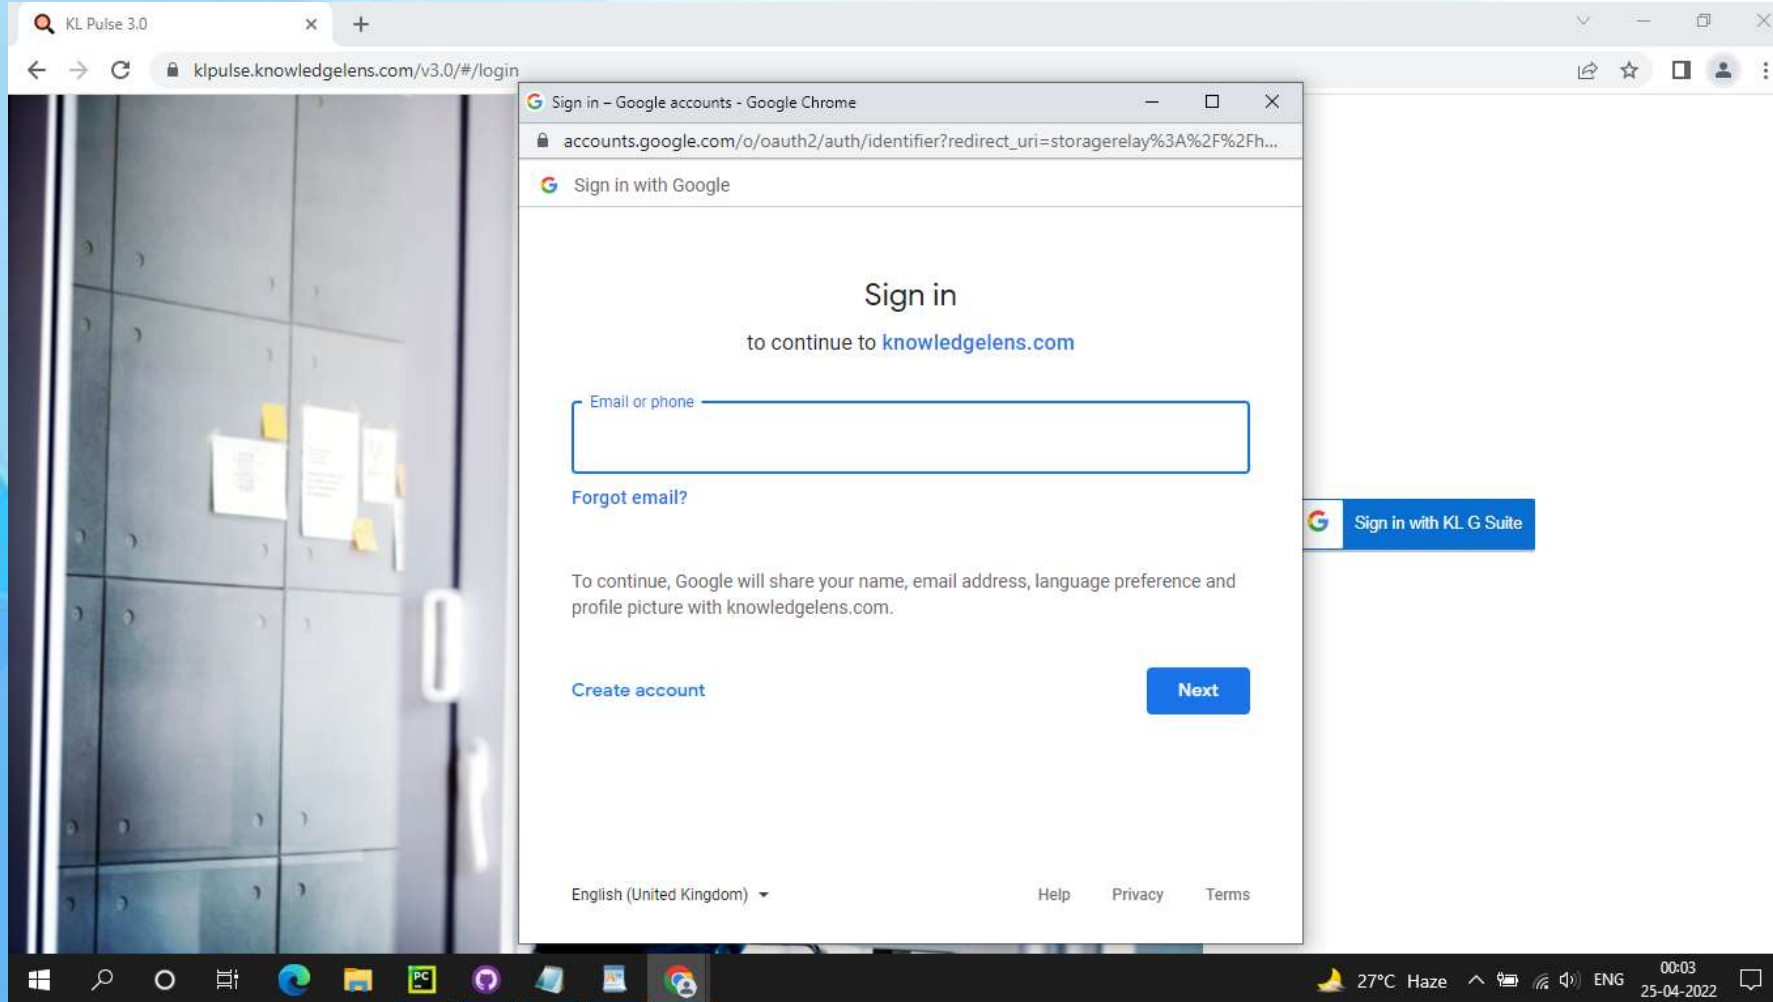 KL Pulse 3.0
klpulse.knowledgelens.com/v3.0/#/login
Sign in – Google accounts - Google Chrome
accounts.google.com/o/oauth2/auth/identifier?redirect_uri=storagerelay%3A%2F%2Fh...
Sign in with Google
Sign in
to continue to knowledgelens.com
Email or phone
Forgot email?
Sign in with KL G Suite
To continue, Google will share your name, email address, language preference and
profile picture with knowledgelens.com.
Create account
Next
English (United Kingdom)
Help Privacy Terms
PC
27°C Haze
ENG
00:03
25-04-2022